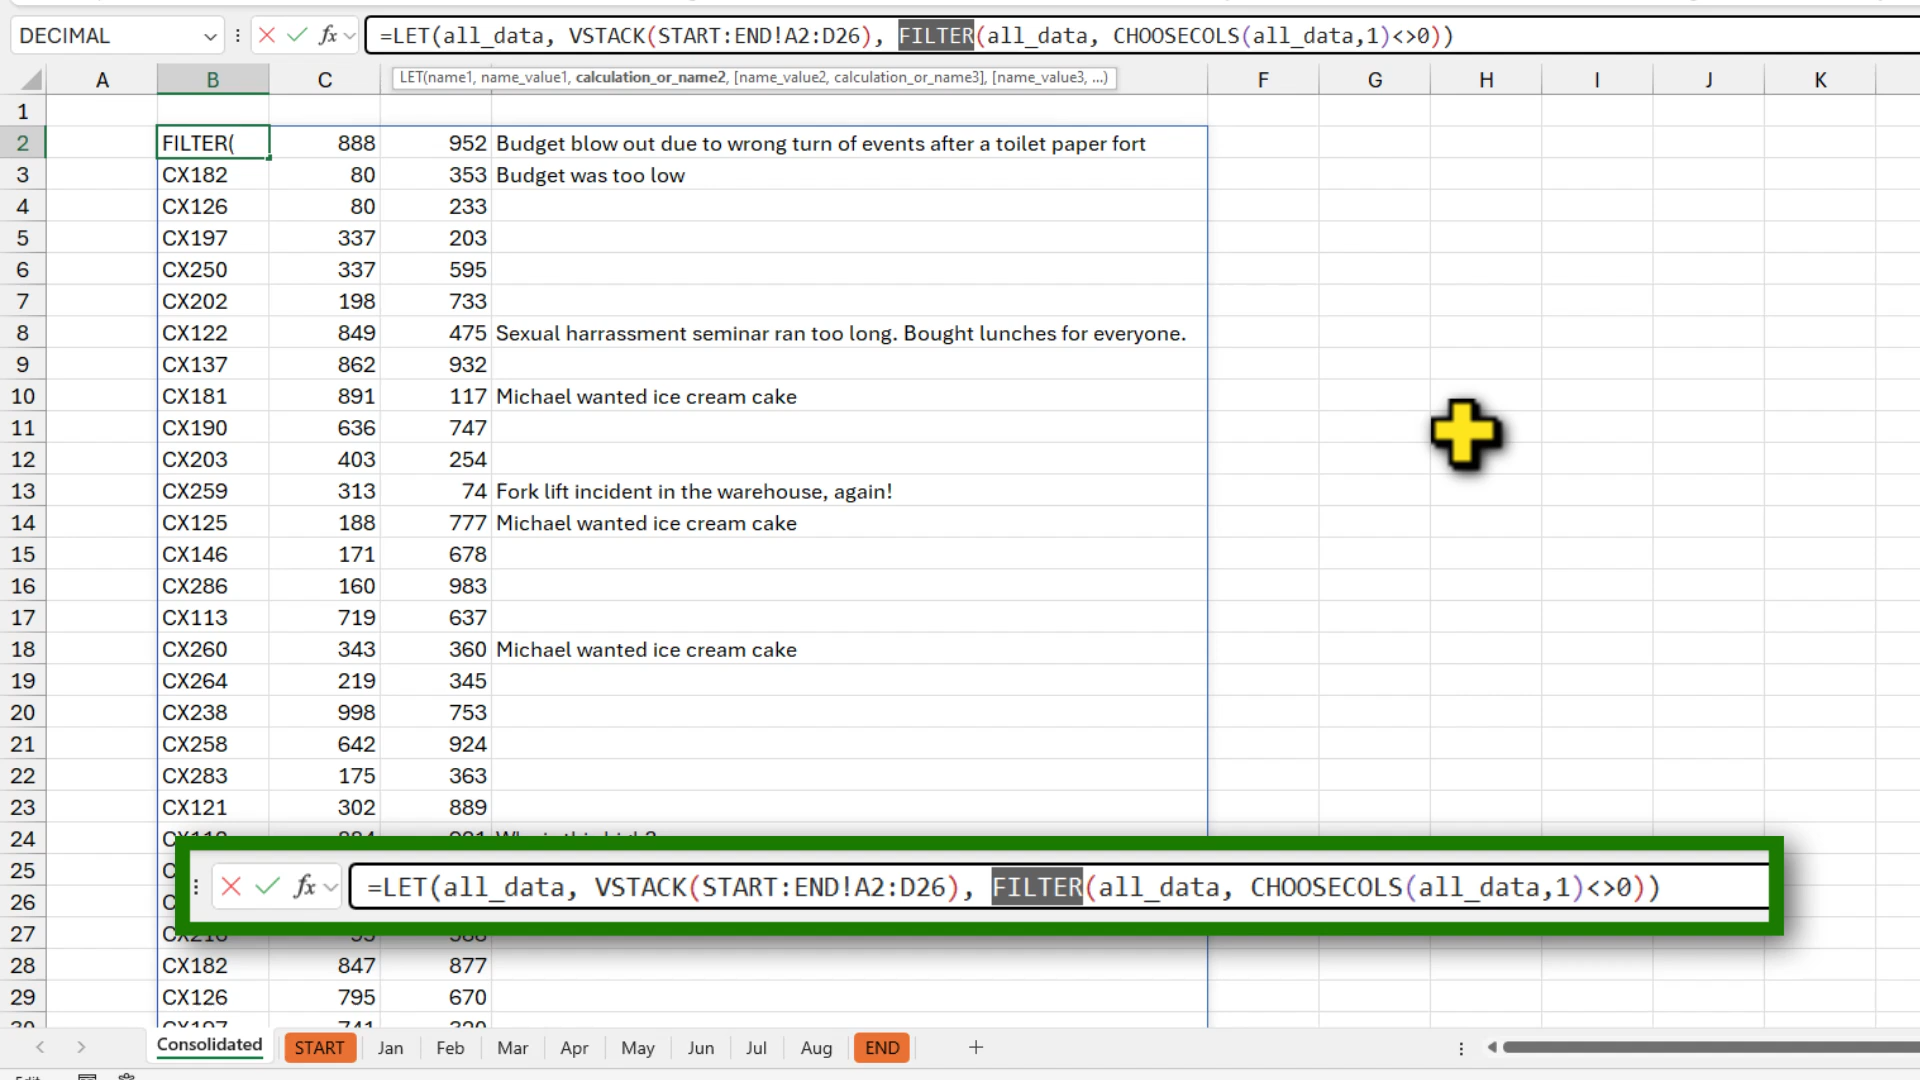 DECIMAL fx =LET(all_data, VSTACK(START:END!A2:D26), FILTER(all_data, CHOOSECOLS(all_data,1)<>0))
LET(name1, name_value1, calculation_or_name2, [name_value2, calculation_or_name3], [name_value3, ...)
A B C F G H I J K
1
2 FILTER( 888 952 Budget blow out due to wrong turn of events after a toilet paper fort
3 CX182 80 353 Budget was too low
4 CX126 80 233
5 CX197 337 203
6 CX250 337 595
7 CX202 198 733
8 CX122 849 475 Sexual harrassment seminar ran too long. Bought lunches for everyone.
9 CX137 862 932
10 CX181 891 117 Michael wanted ice cream cake
11 CX190 636 747
12 CX203 403 254
13 CX259 313 74 Fork lift incident in the warehouse, again!
14 CX125 188 777 Michael wanted ice cream cake
15 CX146 171 678
16 CX286 160 983
17 CX113 719 637
18 CX260 343 360 Michael wanted ice cream cake
19 CX264 219 345
20 CX238 998 753
21 CX258 642 924
22 CX283 175 363
23 CX121 302 889
24
25
fx =LET(all_data, VSTACK(START:END!A2:D26), FILTER(all_data, CHOOSECOLS(all_data,1)<>0))
26
27
28 CX182 847 877
29 CX126 795 670
Consolidated START Jan Feb Mar Apr May Jun Jul Aug END